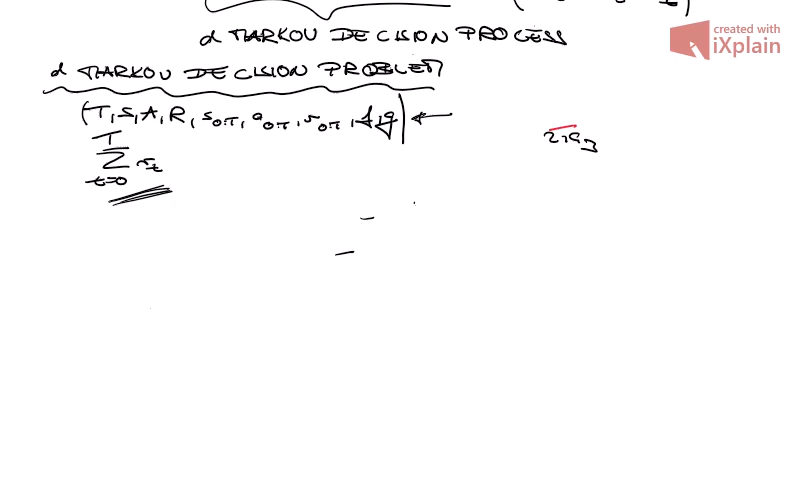 created with
iXplain
a MARKOV DECISION PROCESS
a MARKOV DECISION PROBLEM
(T, S, A, R, s0:T, a0:T, r0:T, f, g) ←
T
Σ rt
t=0